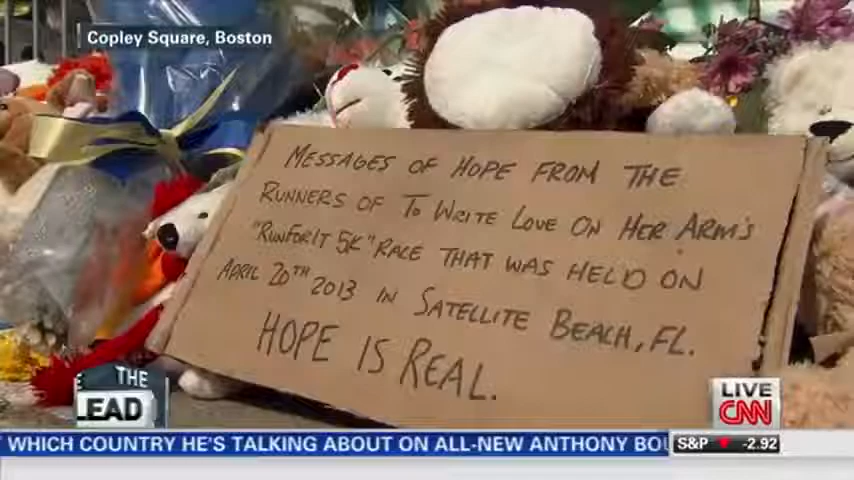 Copley Square, Boston
MESSAGES OF HOPE FROM THE
RUNNERS OF TO WRITE LOVE ON HER ARM'S
"RUNFORIT 5K" RACE THAT WAS HELD ON
APRIL 20TH 2013 IN SATELLITE BEACH, FL.
HOPE IS REAL.
THE
LEAD
LIVE
CNN
WHICH COUNTRY HE'S TALKING ABOUT ON ALL-NEW ANTHONY BOU
S&P -2.92